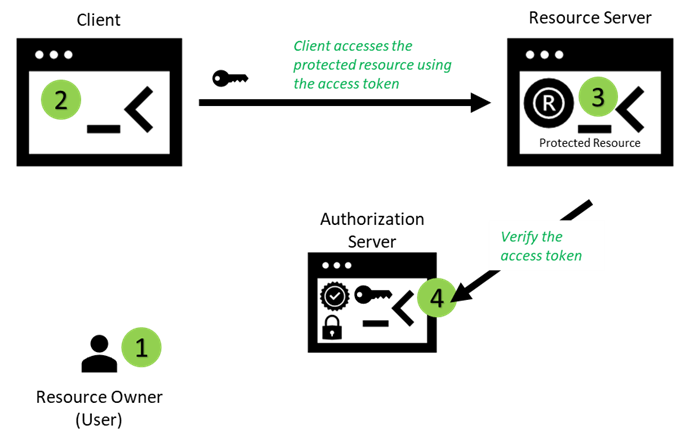 Client
Resource Server
Client accesses the
protected resource using
the access token
2
®
3
Protected Resource
Authorization
Server
Verify the
access token
4
1
Resource Owner
(User)